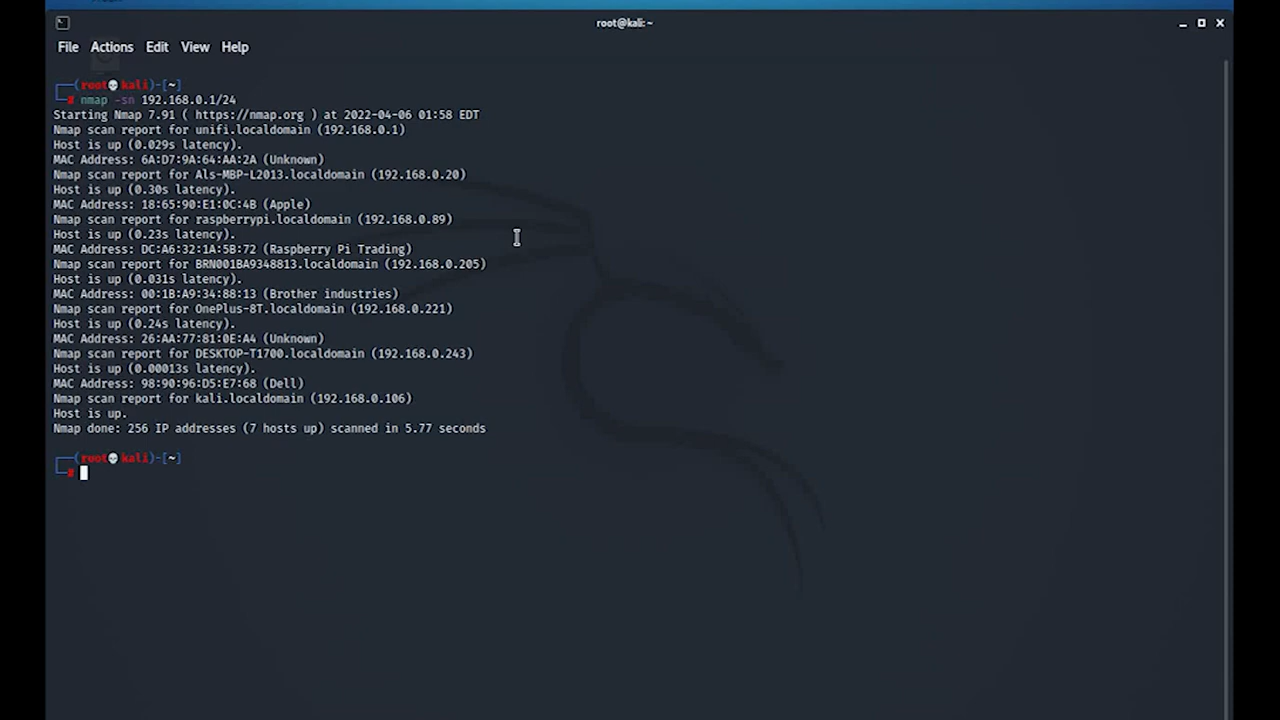 root@kali: ~
File Actions Edit View Help
┌──(root💀kali)-[~]
└─# nmap -sn 192.168.0.1/24
Starting Nmap 7.91 ( https://nmap.org ) at 2022-04-06 01:58 EDT
Nmap scan report for unifi.localdomain (192.168.0.1)
Host is up (0.029s latency).
MAC Address: 6A:D7:9A:64:AA:2A (Unknown)
Nmap scan report for Als-MBP-L2013.localdomain (192.168.0.20)
Host is up (0.30s latency).
MAC Address: 18:65:90:E1:0C:4B (Apple)
Nmap scan report for raspberrypi.localdomain (192.168.0.89)
Host is up (0.23s latency).
MAC Address: DC:A6:32:1A:5B:72 (Raspberry Pi Trading)
Nmap scan report for BRN001BA9348813.localdomain (192.168.0.205)
Host is up (0.031s latency).
MAC Address: 00:1B:A9:34:88:13 (Brother industries)
Nmap scan report for OnePlus-8T.localdomain (192.168.0.221)
Host is up (0.24s latency).
MAC Address: 26:AA:77:81:0E:A4 (Unknown)
Nmap scan report for DESKTOP-T1700.localdomain (192.168.0.243)
Host is up (0.00013s latency).
MAC Address: 98:90:96:D5:E7:68 (Dell)
Nmap scan report for kali.localdomain (192.168.0.106)
Host is up.
Nmap done: 256 IP addresses (7 hosts up) scanned in 5.77 seconds
┌──(root💀kali)-[~]
└─#